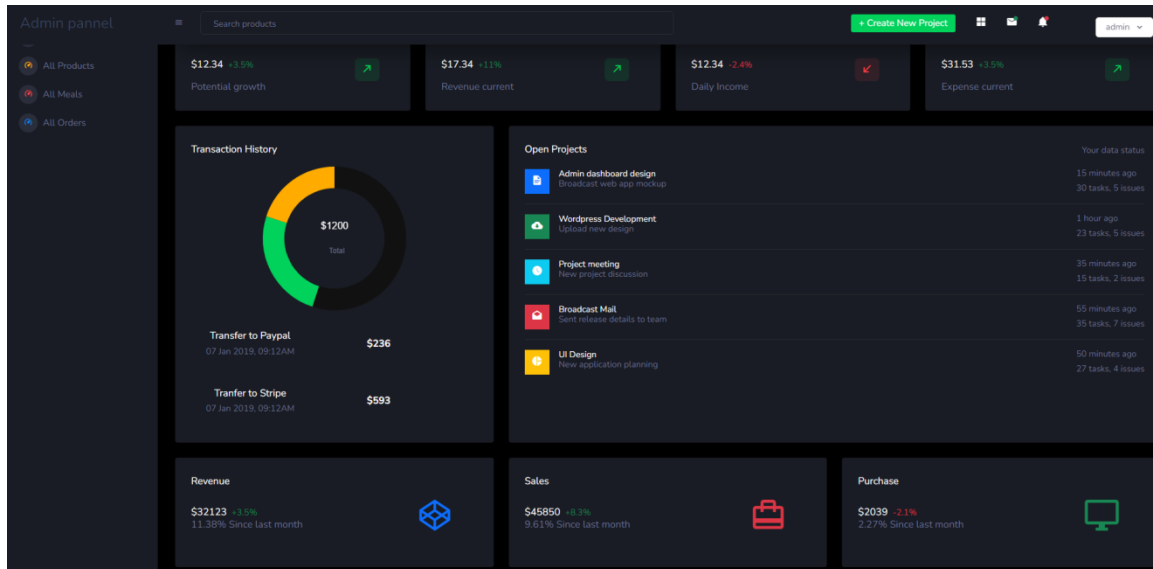 Admin pannel
Search products
+ Create New Project
admin
All Products
All Meals
All Orders
$12.34 +3.5%
Potential growth
$17.34 +11%
Revenue current
$12.34 -2.4%
Daily Income
$31.53 +3.5%
Expense current
Transaction History
$1200
Total
Transfer to Paypal
07 Jan 2019, 09:12AM
$236
Tranfer to Stripe
07 Jan 2019, 09:12AM
$593
Open Projects
Your data status
Admin dashboard design
Broadcast web app mockup
15 minutes ago
30 tasks, 5 issues
Wordpress Development
Upload new design
1 hour ago
23 tasks, 5 issues
Project meeting
New project discussion
35 minutes ago
15 tasks, 2 issues
Broadcast Mail
Sent release details to team
55 minutes ago
35 tasks, 7 issues
UI Design
New application planning
50 minutes ago
27 tasks, 4 issues
Revenue
$32123 +3.5%
11.38% Since last month
Sales
$45850 +8.3%
9.61% Since last month
Purchase
$2039 -2.1%
2.27% Since last month